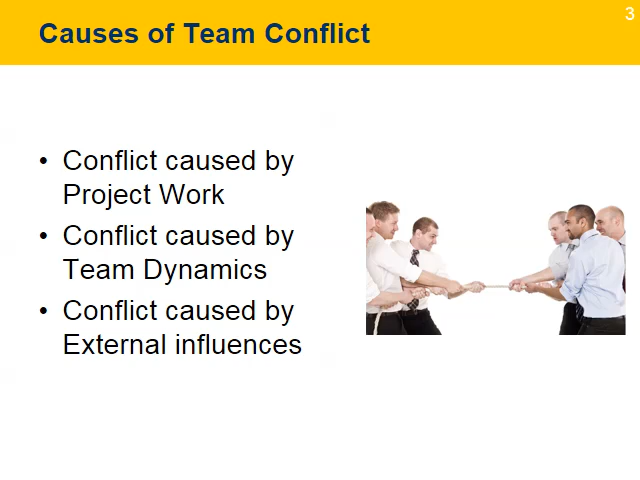 3
Causes of Team Conflict
• Conflict caused by
Project Work
• Conflict caused by
Team Dynamics
• Conflict caused by
External influences